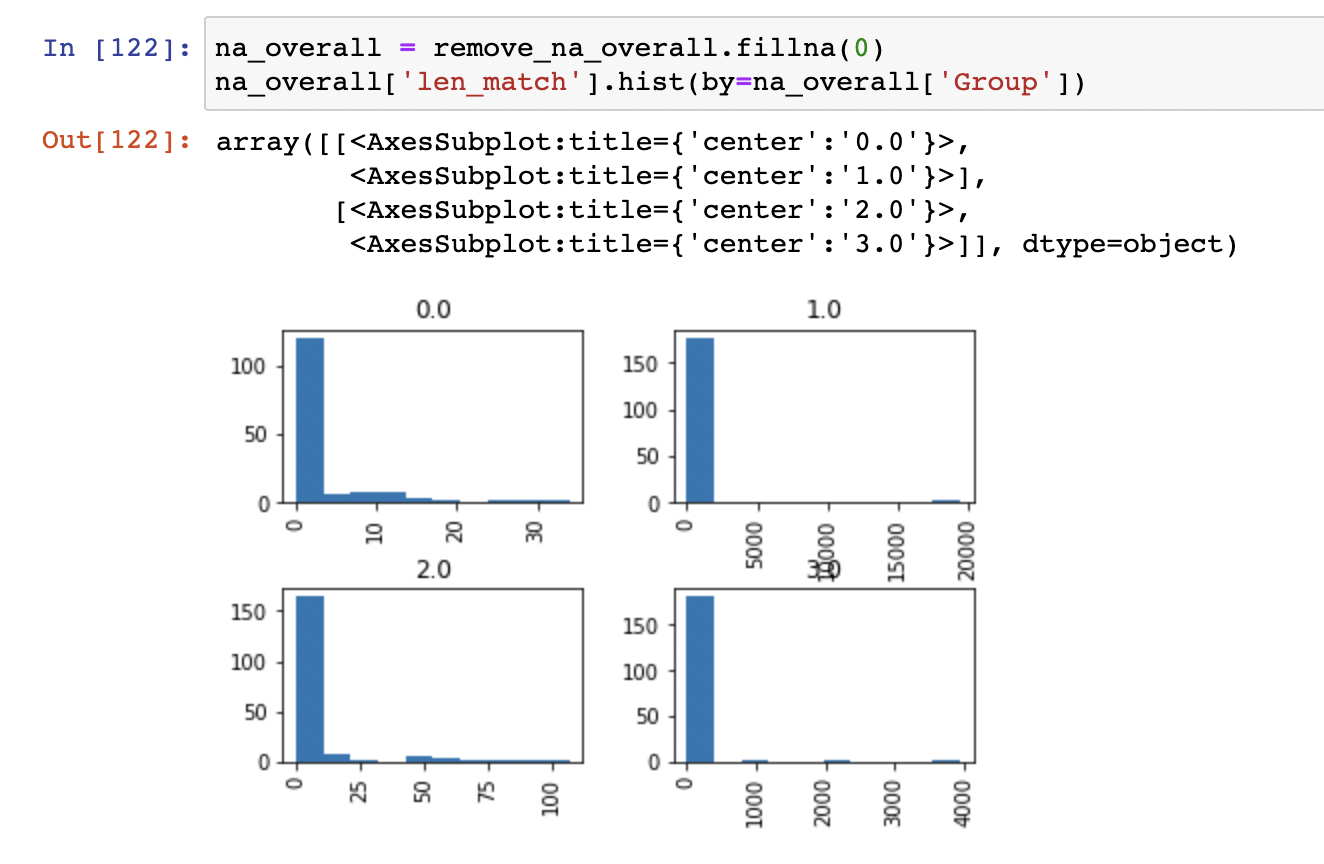 In [122]: na_overall = remove_na_overall.fillna(0)
na_overall['len_match'].hist(by=na_overall['Group'])
Out[122]: array([[<AxesSubplot:title={'center':'0.0'}>,
<AxesSubplot:title={'center':'1.0'}>],
[<AxesSubplot:title={'center':'2.0'}>,
<AxesSubplot:title={'center':'3.0'}>]], dtype=object)
0.0
100
50
0
0 10 20 30
1.0
150
100
50
0
0 5000 10000 15000 20000
2.0
150
100
50
0
0 25 50 75 100
3.0
150
100
50
0
0 1000 2000 3000 4000